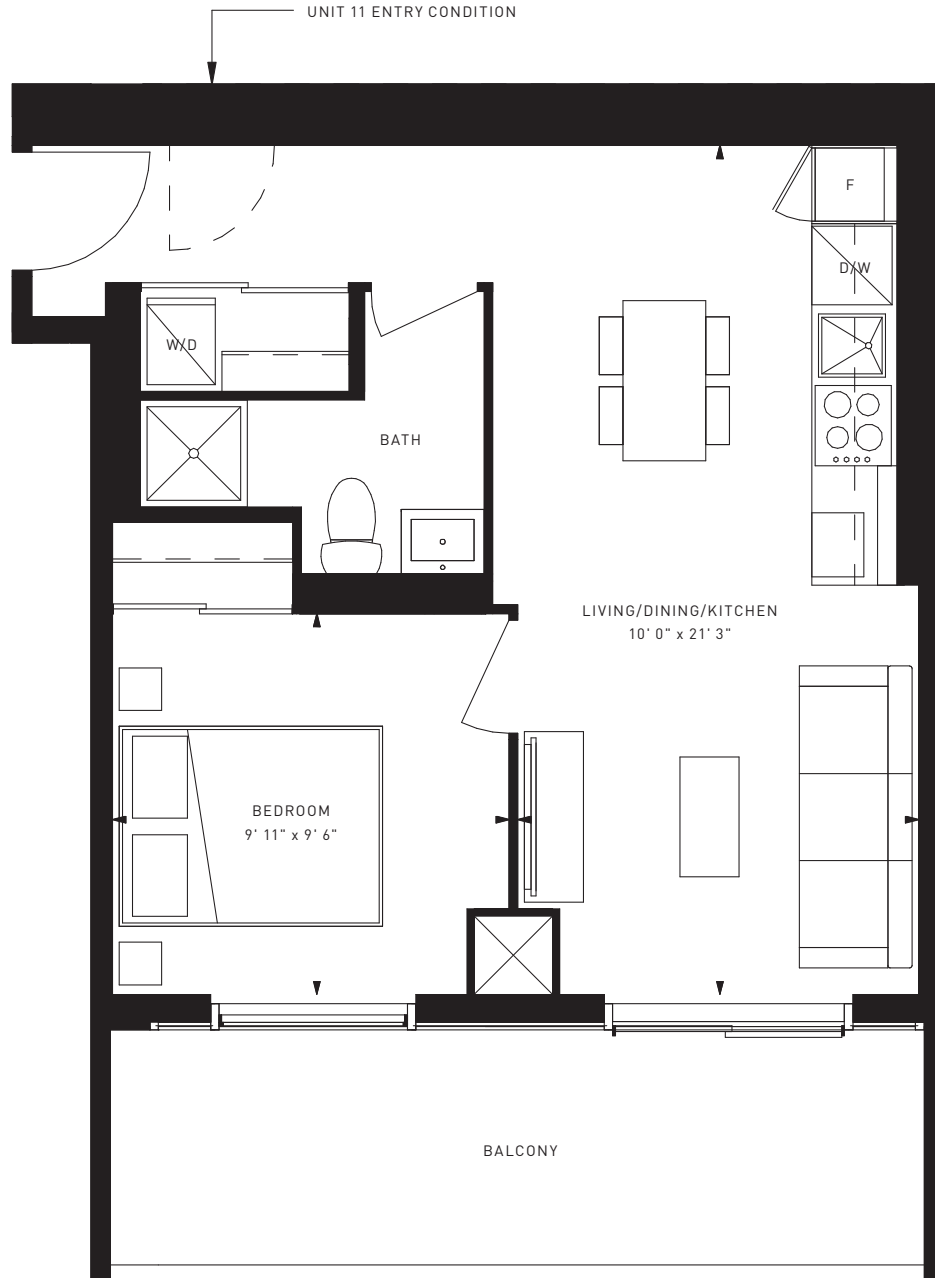 UNIT 11 ENTRY CONDITION
F
D/W
W/D
BATH
LIVING/DINING/KITCHEN
10' 0" x 21' 3"
BEDROOM
9' 11" x 9' 6"
BALCONY